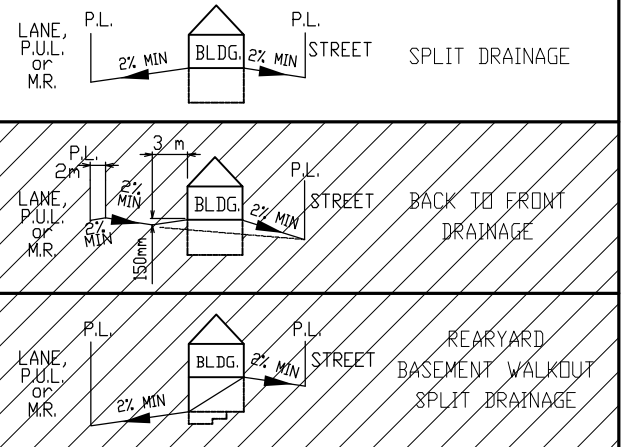 P.L.
P.L.
LANE,
P.U.L.
or
M.R.
2% MIN
BLDG.
2% MIN
STREET
SPLIT DRAINAGE
3 m
P.L.
2m
P.L.
2%
MIN
LANE,
P.U.L.
or
M.R.
2%
MIN
BLDG.
2% MIN
STREET
150mm
BACK TO FRONT
DRAINAGE
P.L.
P.L.
LANE,
P.U.L.
or
M.R.
2% MIN
BLDG.
2% MIN
STREET
REARYARD
BASEMENT WALKOUT
SPLIT DRAINAGE